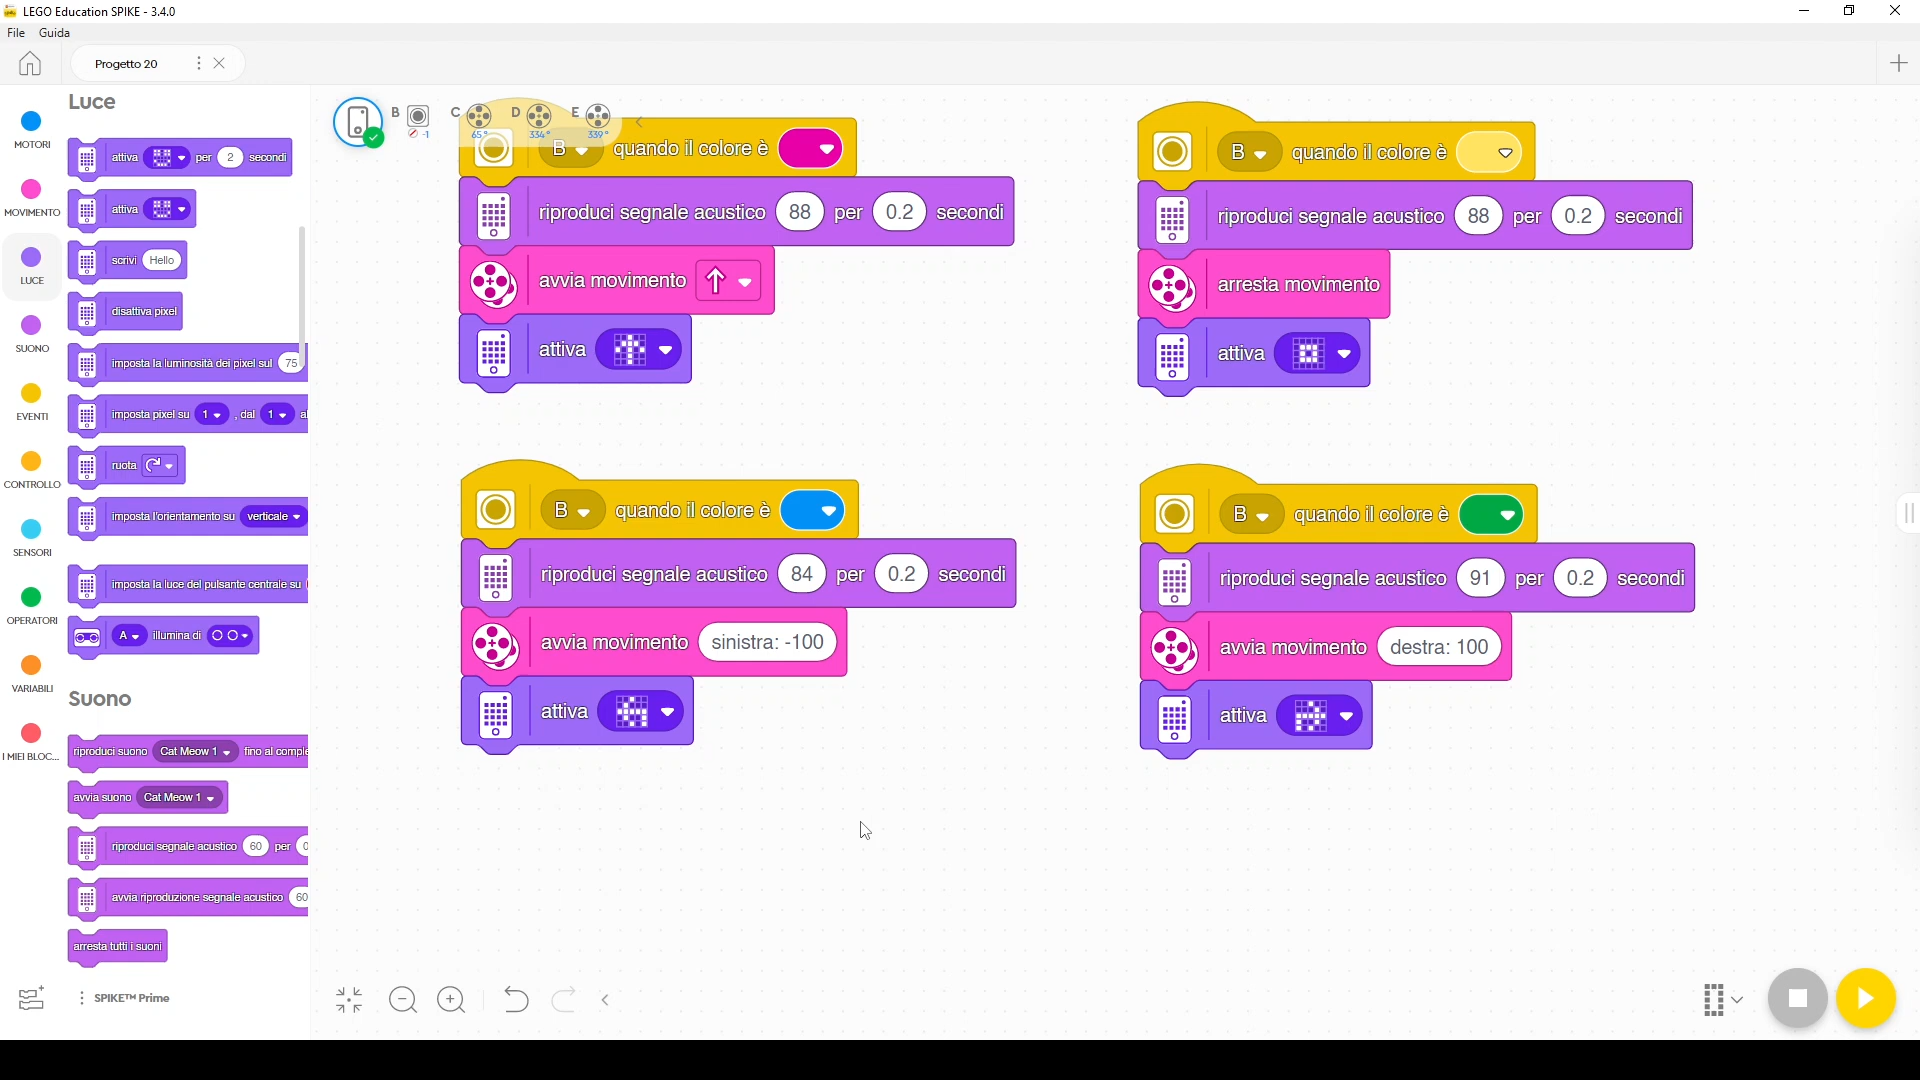 LEGO Education SPIKE - 3.4.0
File Guida
Progetto 20
MOTORI
MOVIMENTO
LUCE
SUONO
EVENTI
CONTROLLO
SENSORI
OPERATORI
VARIABILI
I MIEI BLOC...
Luce
attiva per 2 secondi
attiva
scrivi Hello
disattiva pixel
imposta la luminosità dei pixel sul 75
imposta pixel su 1 , dal 1 al
ruota
imposta l'orientamento su verticale
imposta la luce del pulsante centrale su
A illumina di
Suono
riproduci suono Cat Meow 1 fino al comple
avvia suono Cat Meow 1
riproduci segnale acustico 60 per 0
avvia riproduzione segnale acustico 60
arresta tutti i suoni
SPIKE™ Prime
B -1 C 65° D 334° E 339°
B quando il colore è
riproduci segnale acustico 88 per 0.2 secondi
avvia movimento
attiva
B quando il colore è
riproduci segnale acustico 88 per 0.2 secondi
arresta movimento
attiva
B quando il colore è
riproduci segnale acustico 84 per 0.2 secondi
avvia movimento sinistra: -100
attiva
B quando il colore è
riproduci segnale acustico 91 per 0.2 secondi
avvia movimento destra: 100
attiva